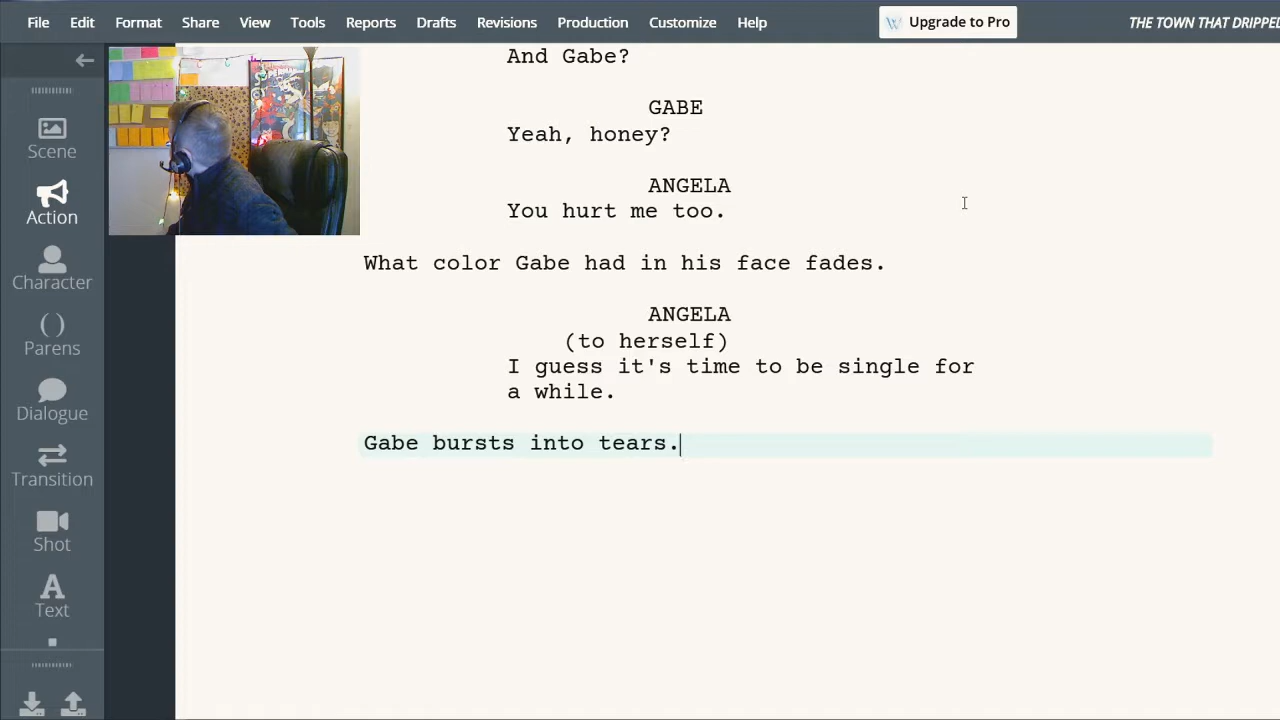 File Edit Format Share View Tools Reports Drafts Revisions Production Customize Help W Upgrade to Pro THE TOWN THAT DRIPPED
Scene
Action
Character
( )
Parens
Dialogue
Transition
Shot
A
Text
And Gabe?
GABE
Yeah, honey?
ANGELA
You hurt me too.
What color Gabe had in his face fades.
ANGELA
(to herself)
I guess it's time to be single for
a while.
Gabe bursts into tears.